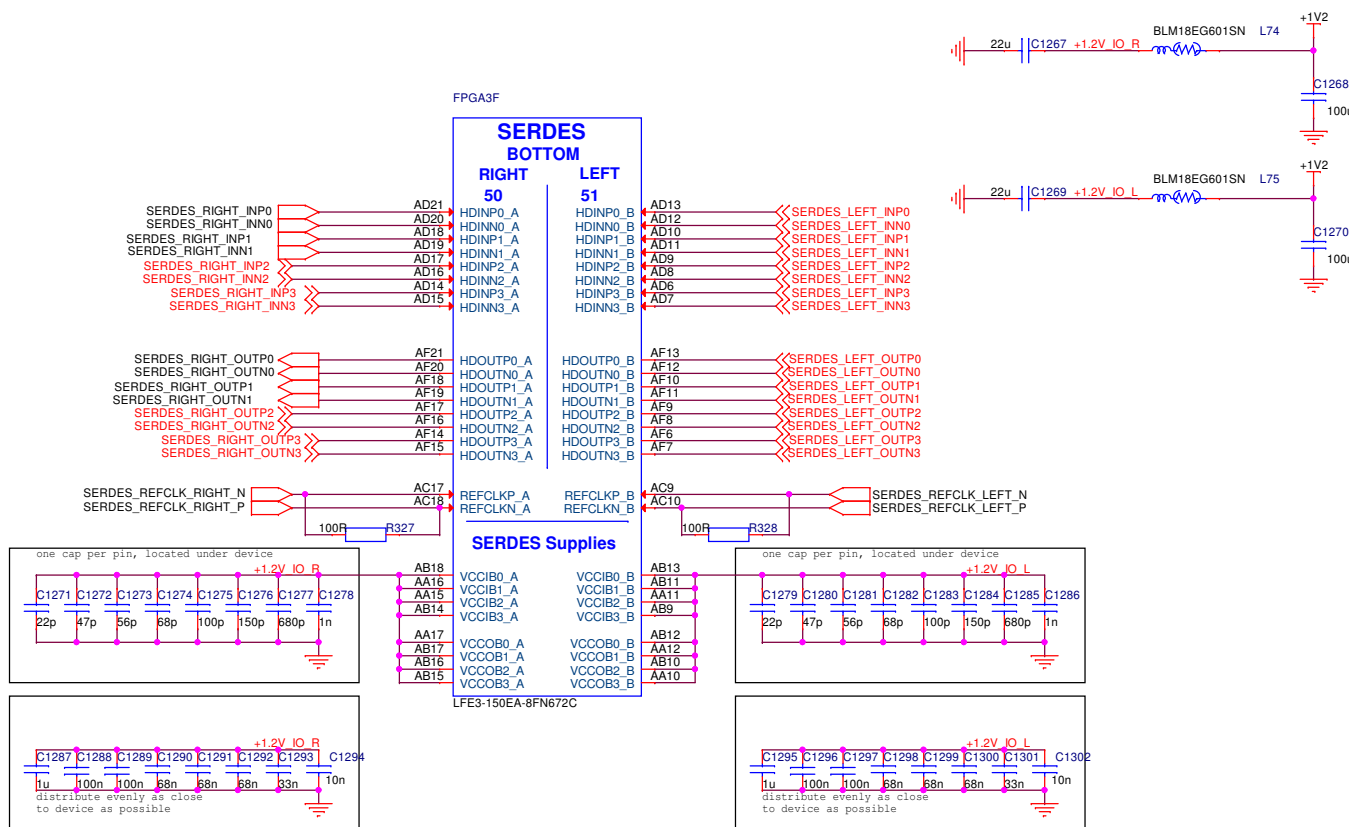 +1V2
BLM18EG601SN L74
22u C1267 +1.2V_IO_R
C1268
100u
FPGA3F
SERDES
BOTTOM
RIGHT LEFT
50 51
+1V2
BLM18EG601SN L75
22u C1269 +1.2V_IO_L
C1270
100u
SERDES_RIGHT_INP0 AD21 HDINP0_A HDINP0_B AD13 SERDES_LEFT_INP0
SERDES_RIGHT_INN0 AD20 HDINN0_A HDINN0_B AD12 SERDES_LEFT_INN0
SERDES_RIGHT_INP1 AD18 HDINP1_A HDINP1_B AD10 SERDES_LEFT_INP1
SERDES_RIGHT_INN1 AD19 HDINN1_A HDINN1_B AD11 SERDES_LEFT_INN1
SERDES_RIGHT_INP2 AD17 HDINP2_A HDINP2_B AD9 SERDES_LEFT_INP2
SERDES_RIGHT_INN2 AD16 HDINN2_A HDINN2_B AD8 SERDES_LEFT_INN2
SERDES_RIGHT_INP3 AD14 HDINP3_A HDINP3_B AD6 SERDES_LEFT_INP3
SERDES_RIGHT_INN3 AD15 HDINN3_A HDINN3_B AD7 SERDES_LEFT_INN3
SERDES_RIGHT_OUTP0 AF21 HDOUTP0_A HDOUTP0_B AF13 SERDES_LEFT_OUTP0
SERDES_RIGHT_OUTN0 AF20 HDOUTN0_A HDOUTN0_B AF12 SERDES_LEFT_OUTN0
SERDES_RIGHT_OUTP1 AF18 HDOUTP1_A HDOUTP1_B AF10 SERDES_LEFT_OUTP1
SERDES_RIGHT_OUTN1 AF19 HDOUTN1_A HDOUTN1_B AF11 SERDES_LEFT_OUTN1
SERDES_RIGHT_OUTP2 AF17 HDOUTP2_A HDOUTP2_B AF9 SERDES_LEFT_OUTP2
SERDES_RIGHT_OUTN2 AF16 HDOUTN2_A HDOUTN2_B AF8 SERDES_LEFT_OUTN2
SERDES_RIGHT_OUTP3 AF14 HDOUTP3_A HDOUTP3_B AF6 SERDES_LEFT_OUTP3
SERDES_RIGHT_OUTN3 AF15 HDOUTN3_A HDOUTN3_B AF7 SERDES_LEFT_OUTN3
SERDES_REFCLK_RIGHT_N AC17 REFCLKP_A REFCLKP_B AC9 SERDES_REFCLK_LEFT_N
SERDES_REFCLK_RIGHT_P AC18 REFCLKN_A REFCLKN_B AC10 SERDES_REFCLK_LEFT_P
100R R327 100R R328
SERDES Supplies
one cap per pin, located under device
+1.2V_IO_R
C1271 C1272 C1273 C1274 C1275 C1276 C1277 C1278
22p 47p 56p 68p 100p 150p 680p 1n
AB18 VCCIB0_A VCCIB0_B AB13
AA16 VCCIB1_A VCCIB1_B AB11
AA15 VCCIB2_A VCCIB2_B AA11
AB14 VCCIB3_A VCCIB3_B AB9
AA17 VCCOB0_A VCCOB0_B AB12
AB17 VCCOB1_A VCCOB1_B AA12
AB16 VCCOB2_A VCCOB2_B AB10
AB15 VCCOB3_A VCCOB3_B AA10
LFE3-150EA-8FN672C
one cap per pin, located under device
+1.2V_IO_L
C1279 C1280 C1281 C1282 C1283 C1284 C1285 C1286
22p 47p 56p 68p 100p 150p 680p 1n
+1.2V_IO_R
C1287 C1288 C1289 C1290 C1291 C1292 C1293 C1294
1u 100n 100n 68n 68n 68n 33n 10n
distribute evenly as close
to device as possible
+1.2V_IO_L
C1295 C1296 C1297 C1298 C1299 C1300 C1301 C1302
1u 100n 100n 68n 68n 68n 33n 10n
distribute evenly as close
to device as possible